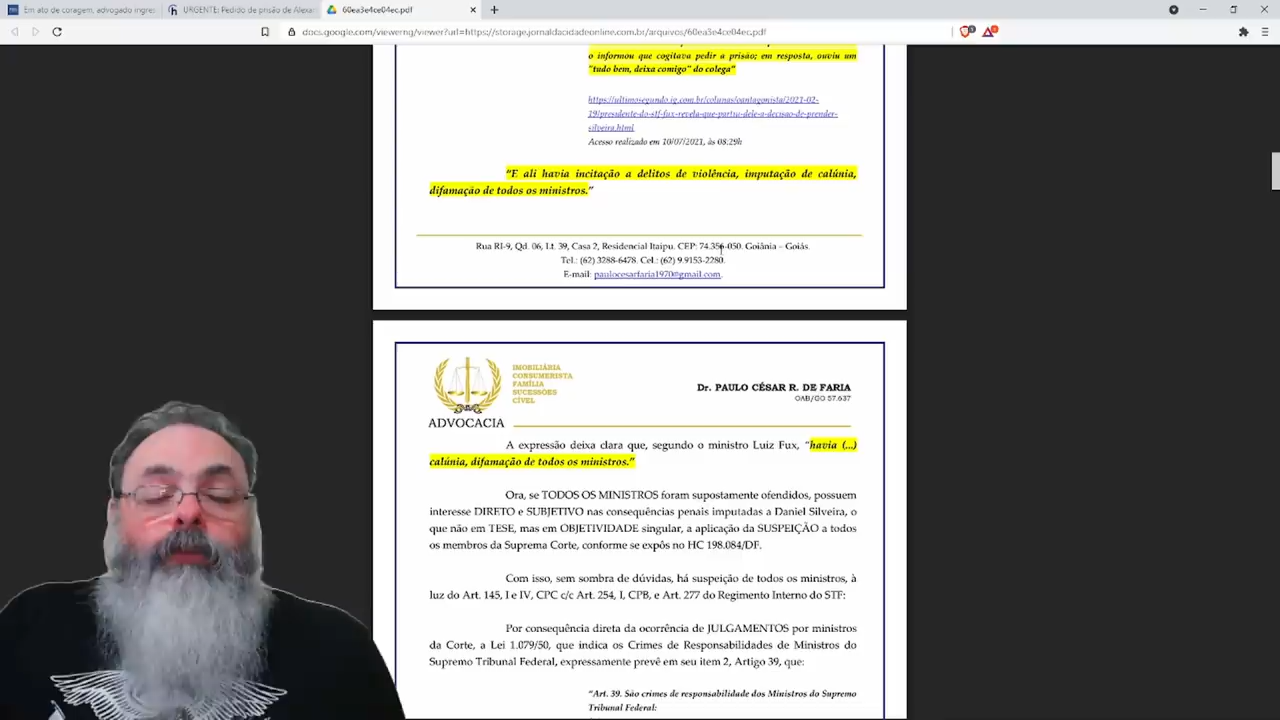 Em ato de coragem, advogado ingres
URGENTE: Pedido de prisão de Alexan
60ea3e4ce04ec.pdf
docs.google.com/viewerng/viewer?url=https://storage.jornaldacidadeonline.com.br/arquivos/60ea3e4ce04ec.pdf
o informou que cogitava pedir a prisão; em resposta, ouviu um
"tudo bem, deixa comigo" do colega"
https://ultimosegundo.ig.com.br/colunas/oantagonista/2021-02-
19/presidente-do-stf-fux-revela-que-partiu-dele-a-decisao-de-prender-
silveira.html
Acesso realizado em 10/07/2021, às 08:29h
"E ali havia incitação a delitos de violência, imputação de calúnia,
difamação de todos os ministros."
Rua RI-9, Qd. 06, Lt. 39, Casa 2, Residencial Itaipu. CEP: 74.356-050. Goiânia – Goiás.
Tel.: (62) 3288-6478. Cel.: (62) 9.9153-2280.
E-mail: paulocesarfaria1970@gmail.com.
IMOBILIÁRIA
CONSUMERISTA
FAMÍLIA
SUCESSÕES
CÍVEL
Dr. PAULO CÉSAR R. DE FARIA
OAB/GO 57.637
ADVOCACIA
A expressão deixa clara que, segundo o ministro Luiz Fux, "havia (...)
calúnia, difamação de todos os ministros."
Ora, se TODOS OS MINISTROS foram supostamente ofendidos, possuem
interesse DIRETO e SUBJETIVO nas consequências penais imputadas a Daniel Silveira, o
que não em TESE, mas em OBJETIVIDADE singular, a aplicação da SUSPEIÇÃO a todos
os membros da Suprema Corte, conforme se expôs no HC 198.084/DF.
Com isso, sem sombra de dúvidas, há suspeição de todos os ministros, à
luz do Art. 145, I e IV, CPC c/c Art. 254, I, CPB, e Art. 277 do Regimento Interno do STF:
Por consequência direta da ocorrência de JULGAMENTOS por ministros
da Corte, a Lei 1.079/50, que indica os Crimes de Responsabilidades de Ministros do
Supremo Tribunal Federal, expressamente prevê em seu item 2, Artigo 39, que:
"Art. 39. São crimes de responsabilidade dos Ministros do Supremo
Tribunal Federal: